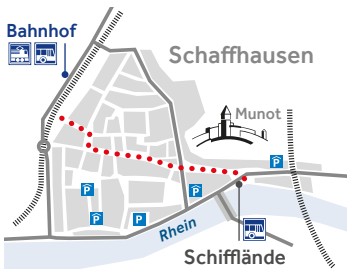 Bahnhof
Schaffhausen
Munot
P
P
P
P
P
Rhein
Schifflände